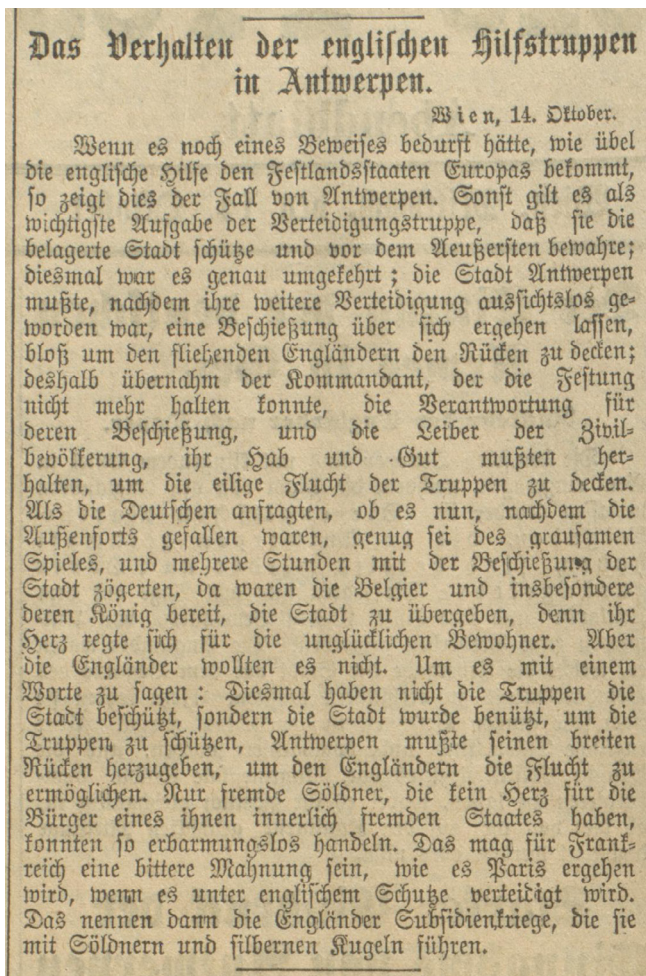 Das Verhalten der englischen Hilfstruppen
in Antwerpen.
Wien, 14. Oktober.
Wenn es noch eines Beweises bedurft hätte, wie übel
die englische Hilfe den Festlandsstaaten Europas bekommt,
so zeigt dies der Fall von Antwerpen. Sonst gilt es als
wichtigste Aufgabe der Verteidigungstruppe, daß sie die
belagerte Stadt schütze und vor dem Aeußersten bewahre;
diesmal war es genau umgekehrt; die Stadt Antwerpen
mußte, nachdem ihre weitere Verteidigung aussichtslos ge-
worden war, eine Beschießung über sich ergehen lassen,
bloß um den fliehenden Engländern den Rücken zu decken;
deshalb übernahm der Kommandant, der die Festung
nicht mehr halten konnte, die Verantwortung für
deren Beschießung, und die Leiber der Zivil-
bevölkerung, ihr Hab und Gut mußten her-
halten, um die eilige Flucht der Truppen zu decken.
Als die Deutschen anfragten, ob es nun, nachdem die
Außenforts gefallen waren, genug sei des grausamen
Spieles, und mehrere Stunden mit der Beschießung der
Stadt zögerten, da waren die Belgier und insbesondere
deren König bereit, die Stadt zu übergeben, denn ihr
Herz regte sich für die unglücklichen Bewohner. Aber
die Engländer wollten es nicht. Um es mit einem
Worte zu sagen: Diesmal haben nicht die Truppen die
Stadt beschützt, sondern die Stadt wurde benützt, um die
Truppen zu schützen, Antwerpen mußte seinen breiten
Rücken herzugeben, um den Engländern die Flucht zu
ermöglichen. Nur fremde Söldner, die kein Herz für die
Bürger eines ihnen innerlich fremden Staates haben,
konnten so erbarmungslos handeln. Das mag für Frank-
reich eine bittere Mahnung sein, wie es Paris ergehen
wird, wenn es unter englischem Schutze verteidigt wird.
Das nennen dann die Engländer Subsidienkriege, die sie
mit Söldnern und silbernen Kugeln führen.